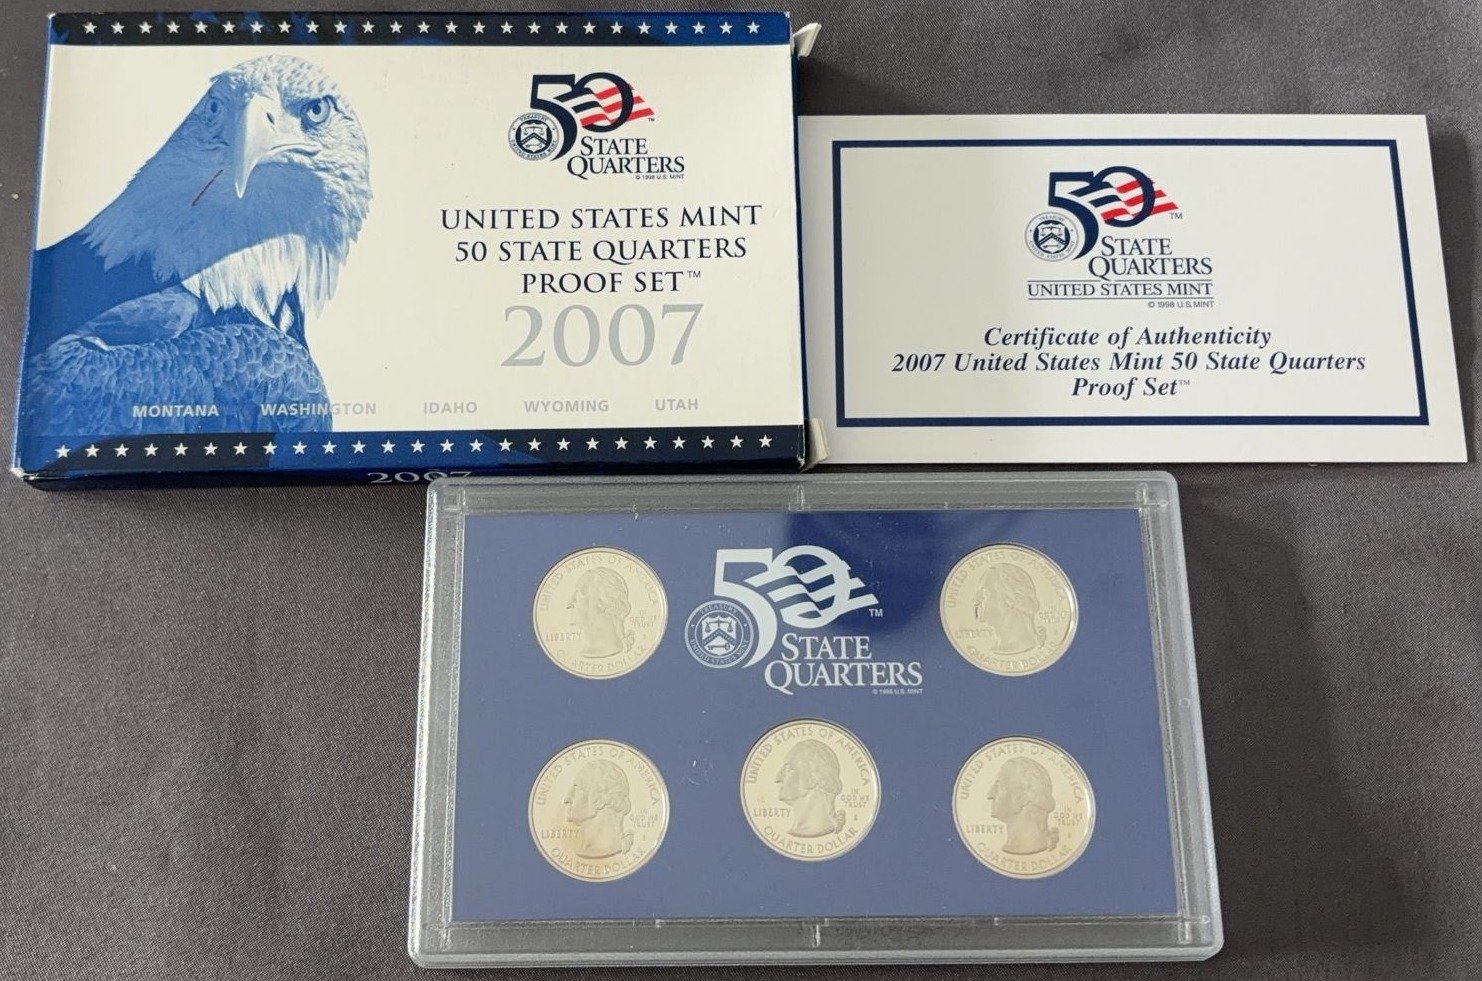 50
STATE
QUARTERS
© 1998 U.S. MINT
UNITED STATES MINT
50 STATE QUARTERS
PROOF SET™
2007
MONTANA WASHINGTON IDAHO WYOMING UTAH
2007
50 TM
STATE
QUARTERS
UNITED STATES MINT
© 1998 U.S. MINT
Certificate of Authenticity
2007 United States Mint 50 State Quarters
Proof Set™
50 TM
STATE
QUARTERS
© 1998 U.S. MINT
UNITED STATES OF AMERICA
LIBERTY
IN
GOD WE
TRUST
S
QUARTER DOLLAR
UNITED STATES OF AMERICA
LIBERTY
IN
GOD WE
TRUST
S
QUARTER DOLLAR
UNITED STATES OF AMERICA
LIBERTY
IN
GOD WE
TRUST
S
QUARTER DOLLAR
UNITED STATES OF AMERICA
LIBERTY
IN
GOD WE
TRUST
S
QUARTER DOLLAR
UNITED STATES OF AMERICA
LIBERTY
IN
GOD WE
TRUST
S
QUARTER DOLLAR